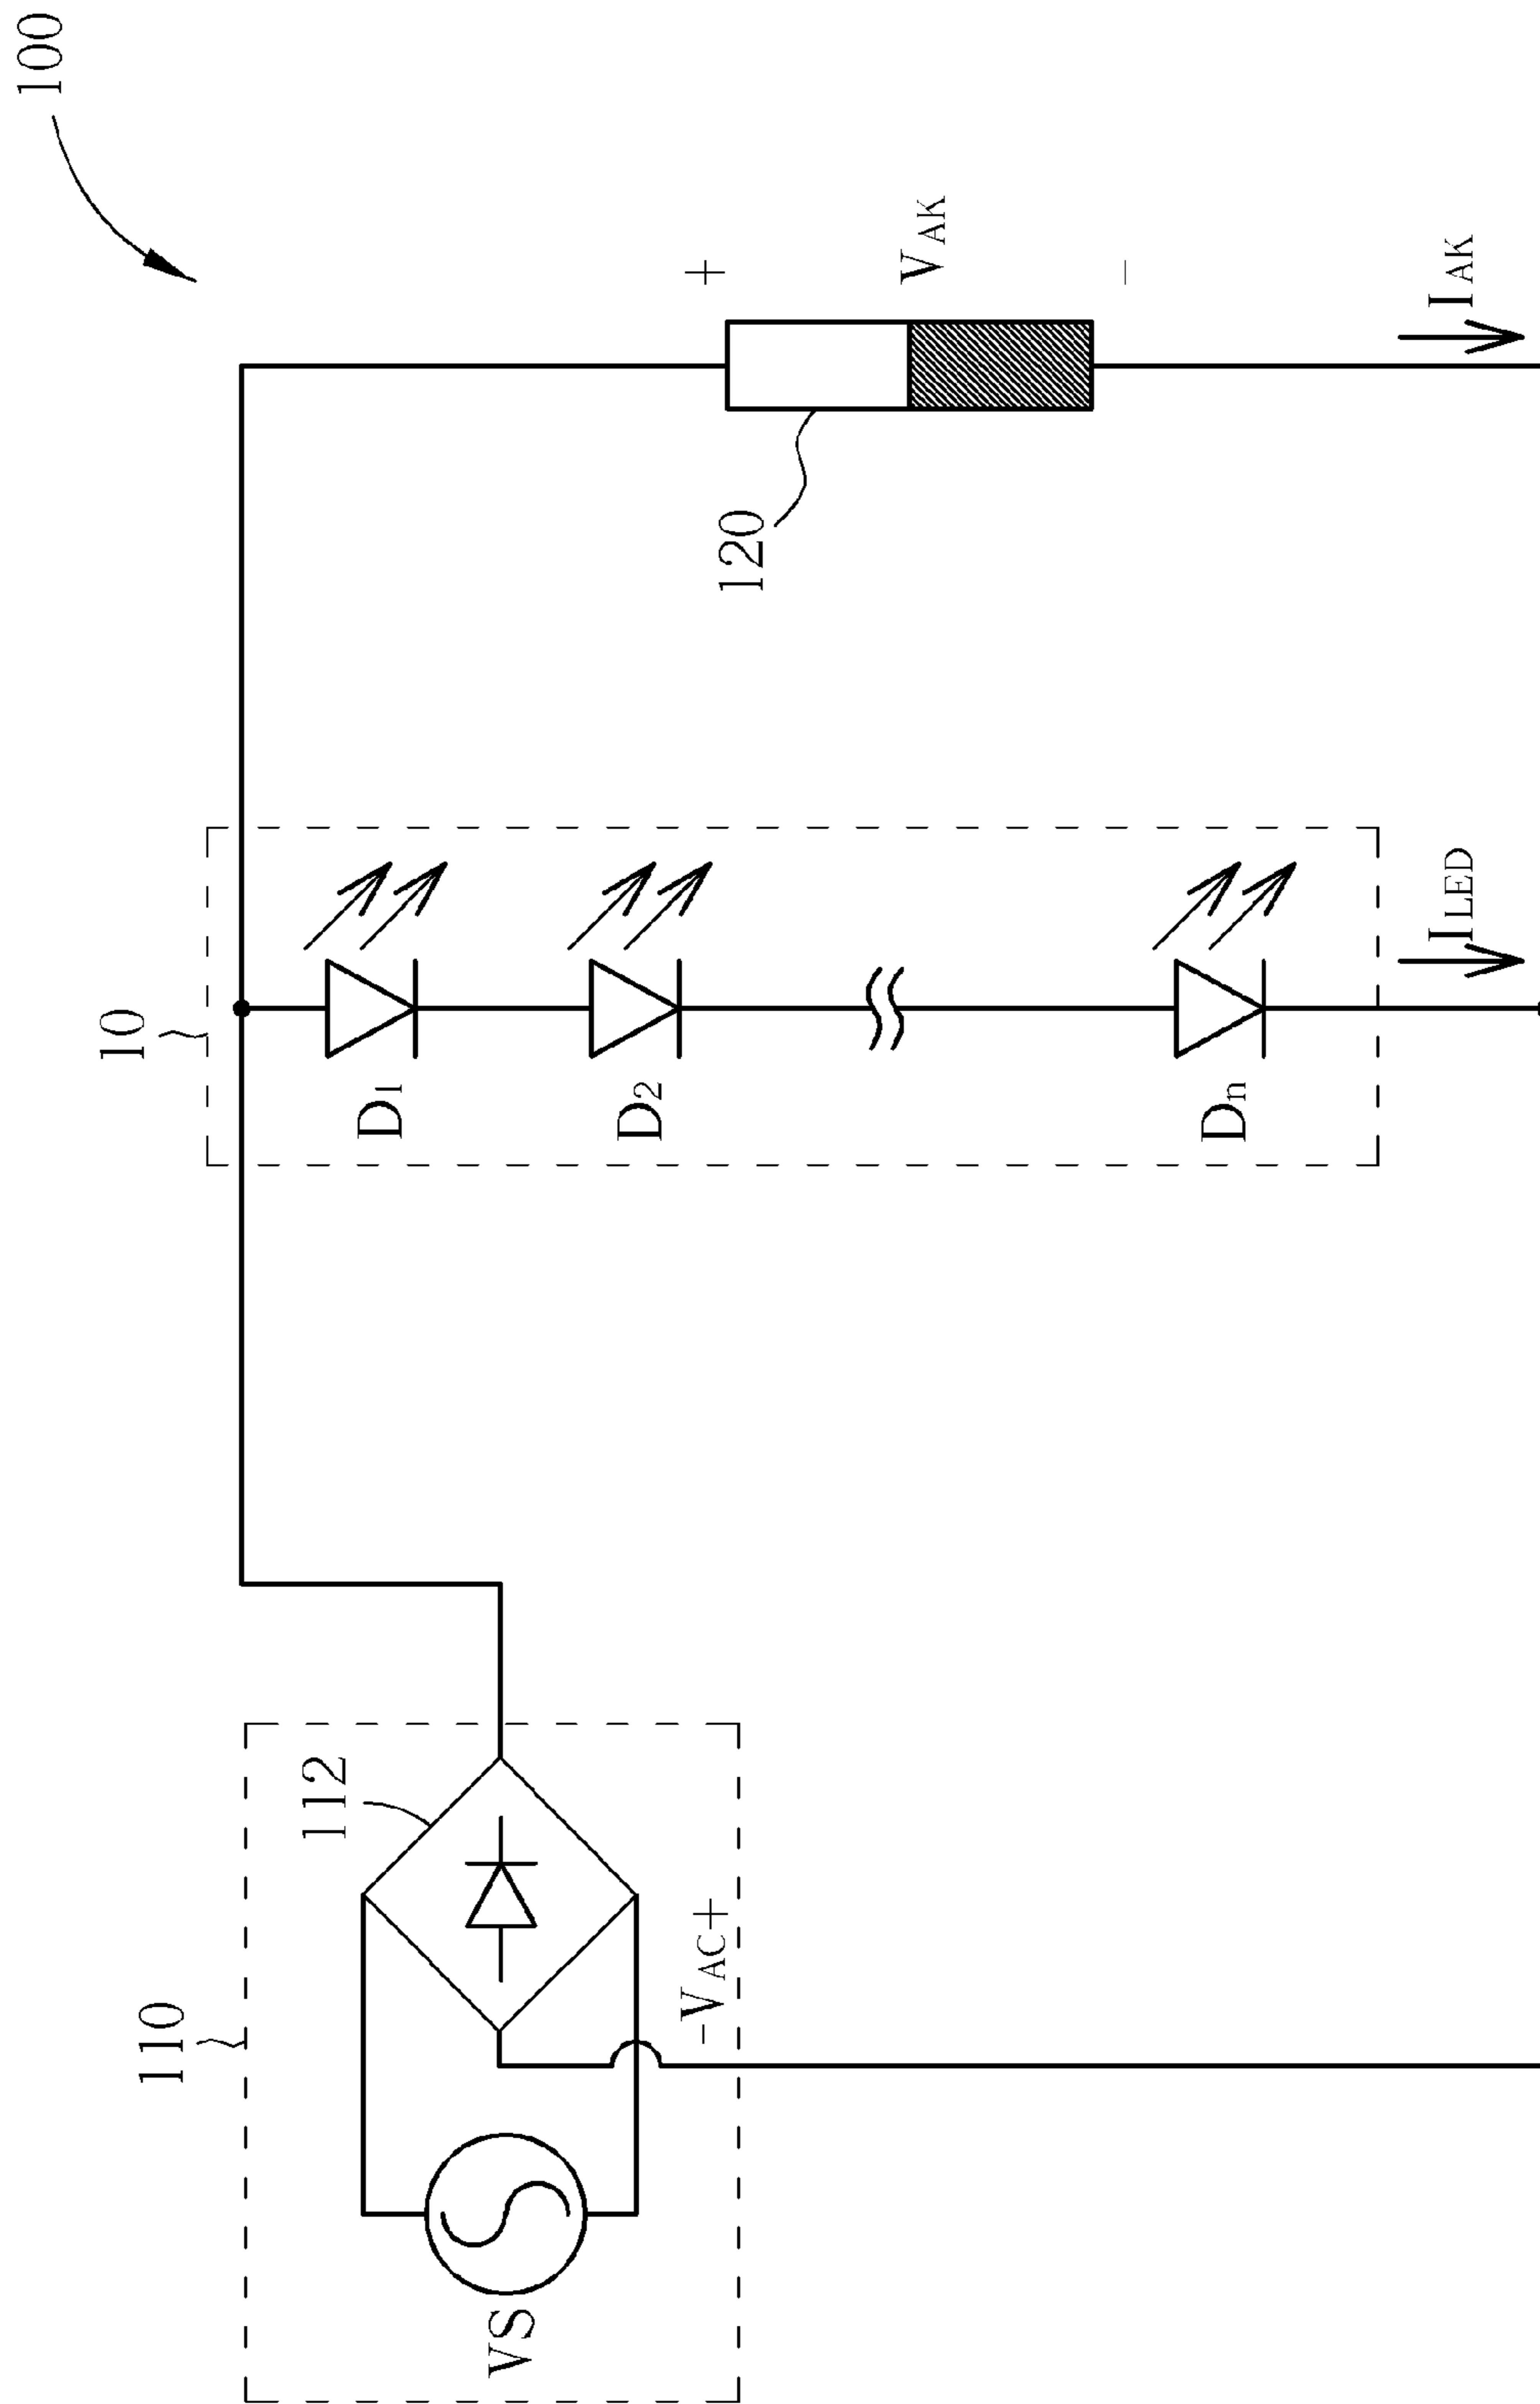 100
110
112
VS
-VAC+
10
D1
D2
Dn
ILED
120
+
VAK
-
IAK